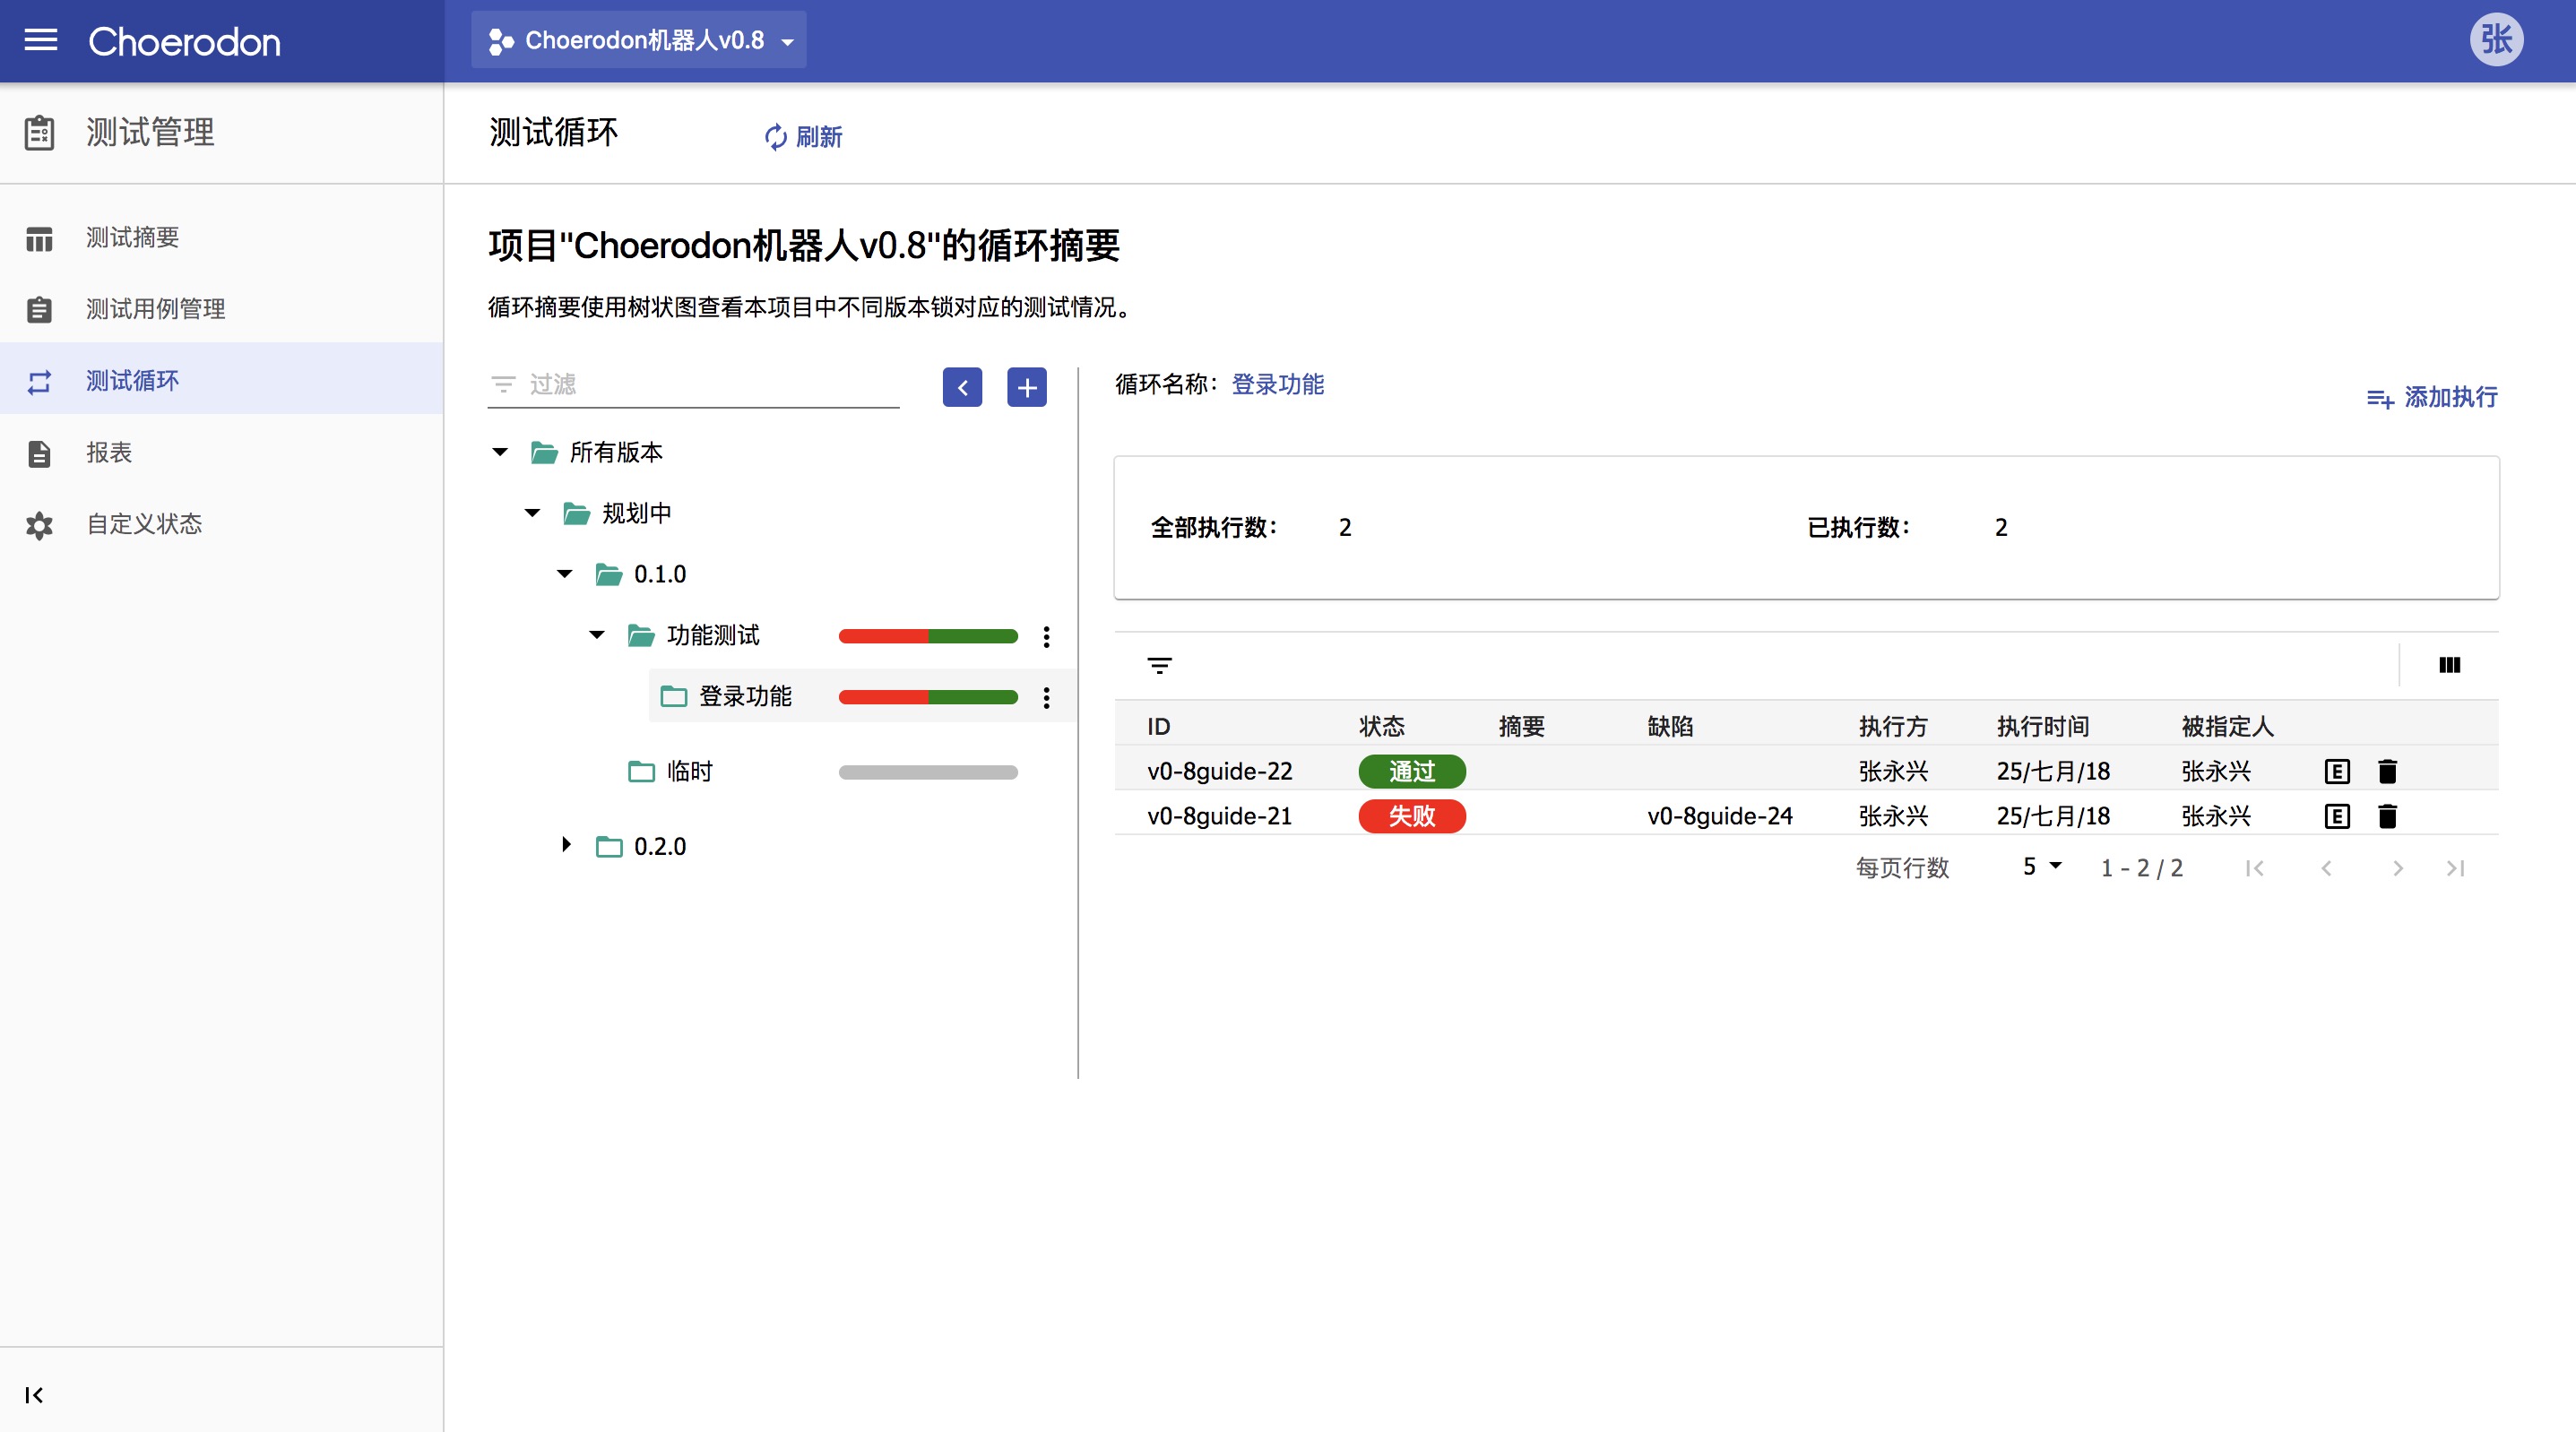 Choerodon
Choerodon机器人v0.8
张
测试管理
测试循环
刷新
测试摘要
测试用例管理
测试循环
报表
自定义状态
项目"Choerodon机器人v0.8"的循环摘要
循环摘要使用树状图查看本项目中不同版本锁对应的测试情况。
过滤
所有版本
规划中
0.1.0
功能测试
登录功能
临时
0.2.0
循环名称：登录功能
添加执行
全部执行数： 2 已执行数： 2
ID 状态 摘要 缺陷 执行方 执行时间 被指定人
v0-8guide-22 通过 张永兴 25/七月/18 张永兴 E
v0-8guide-21 失败 v0-8guide-24 张永兴 25/七月/18 张永兴 E
每页行数 5 1 - 2 / 2